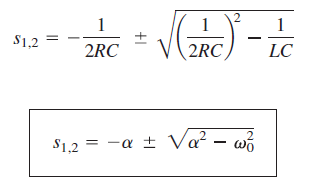 s₁,₂ = −1/(2RC) ± √((1/(2RC))² − 1/(LC))
s₁,₂ = −α ± √(α² − ω₀²)